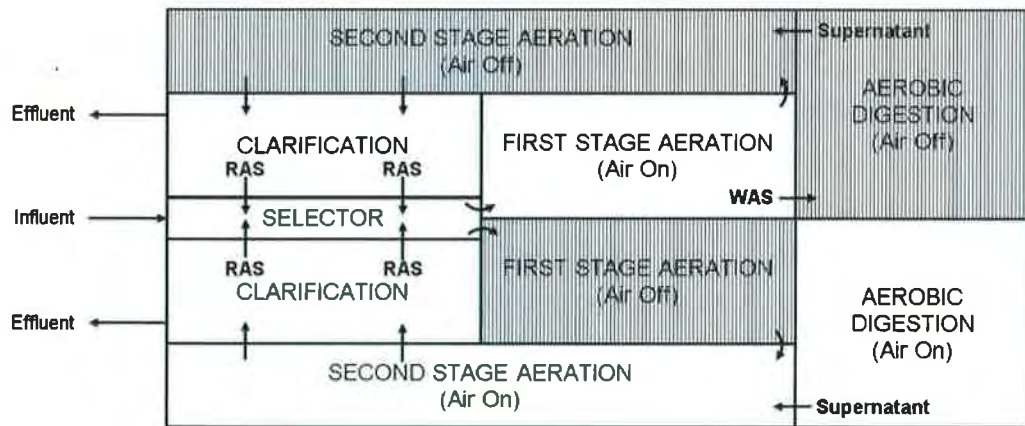 SECOND STAGE AERATION
(Air Off)
Supernatant
Effluent
CLARIFICATION
RAS RAS
FIRST STAGE AERATION
(Air On)
AEROBIC
DIGESTION
(Air Off)
WAS
Influent
SELECTOR
RAS RAS
CLARIFICATION
FIRST STAGE AERATION
(Air Off)
AEROBIC
DIGESTION
(Air On)
Effluent
SECOND STAGE AERATION
(Air On)
Supernatant